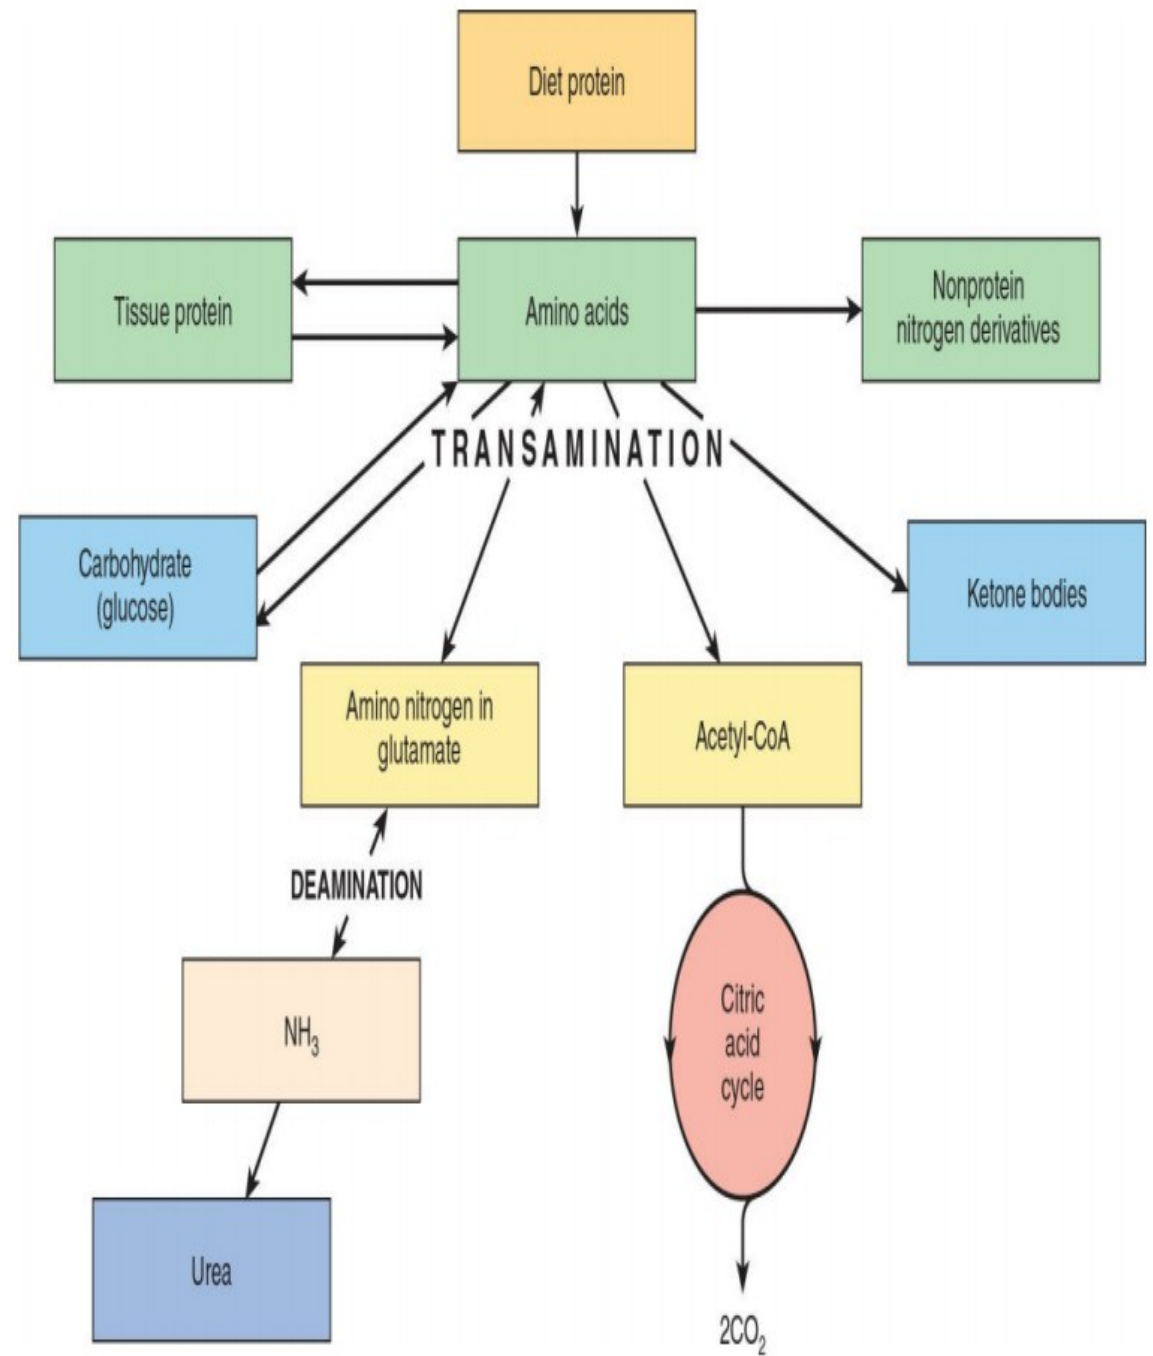 Diet protein
Tissue protein
Amino acids
Nonprotein
nitrogen derivatives
TRANSAMINATION
Carbohydrate
(glucose)
Ketone bodies
Amino nitrogen in
glutamate
Acetyl-CoA
DEAMINATION
NH₃
Citric
acid
cycle
Urea
2CO₂